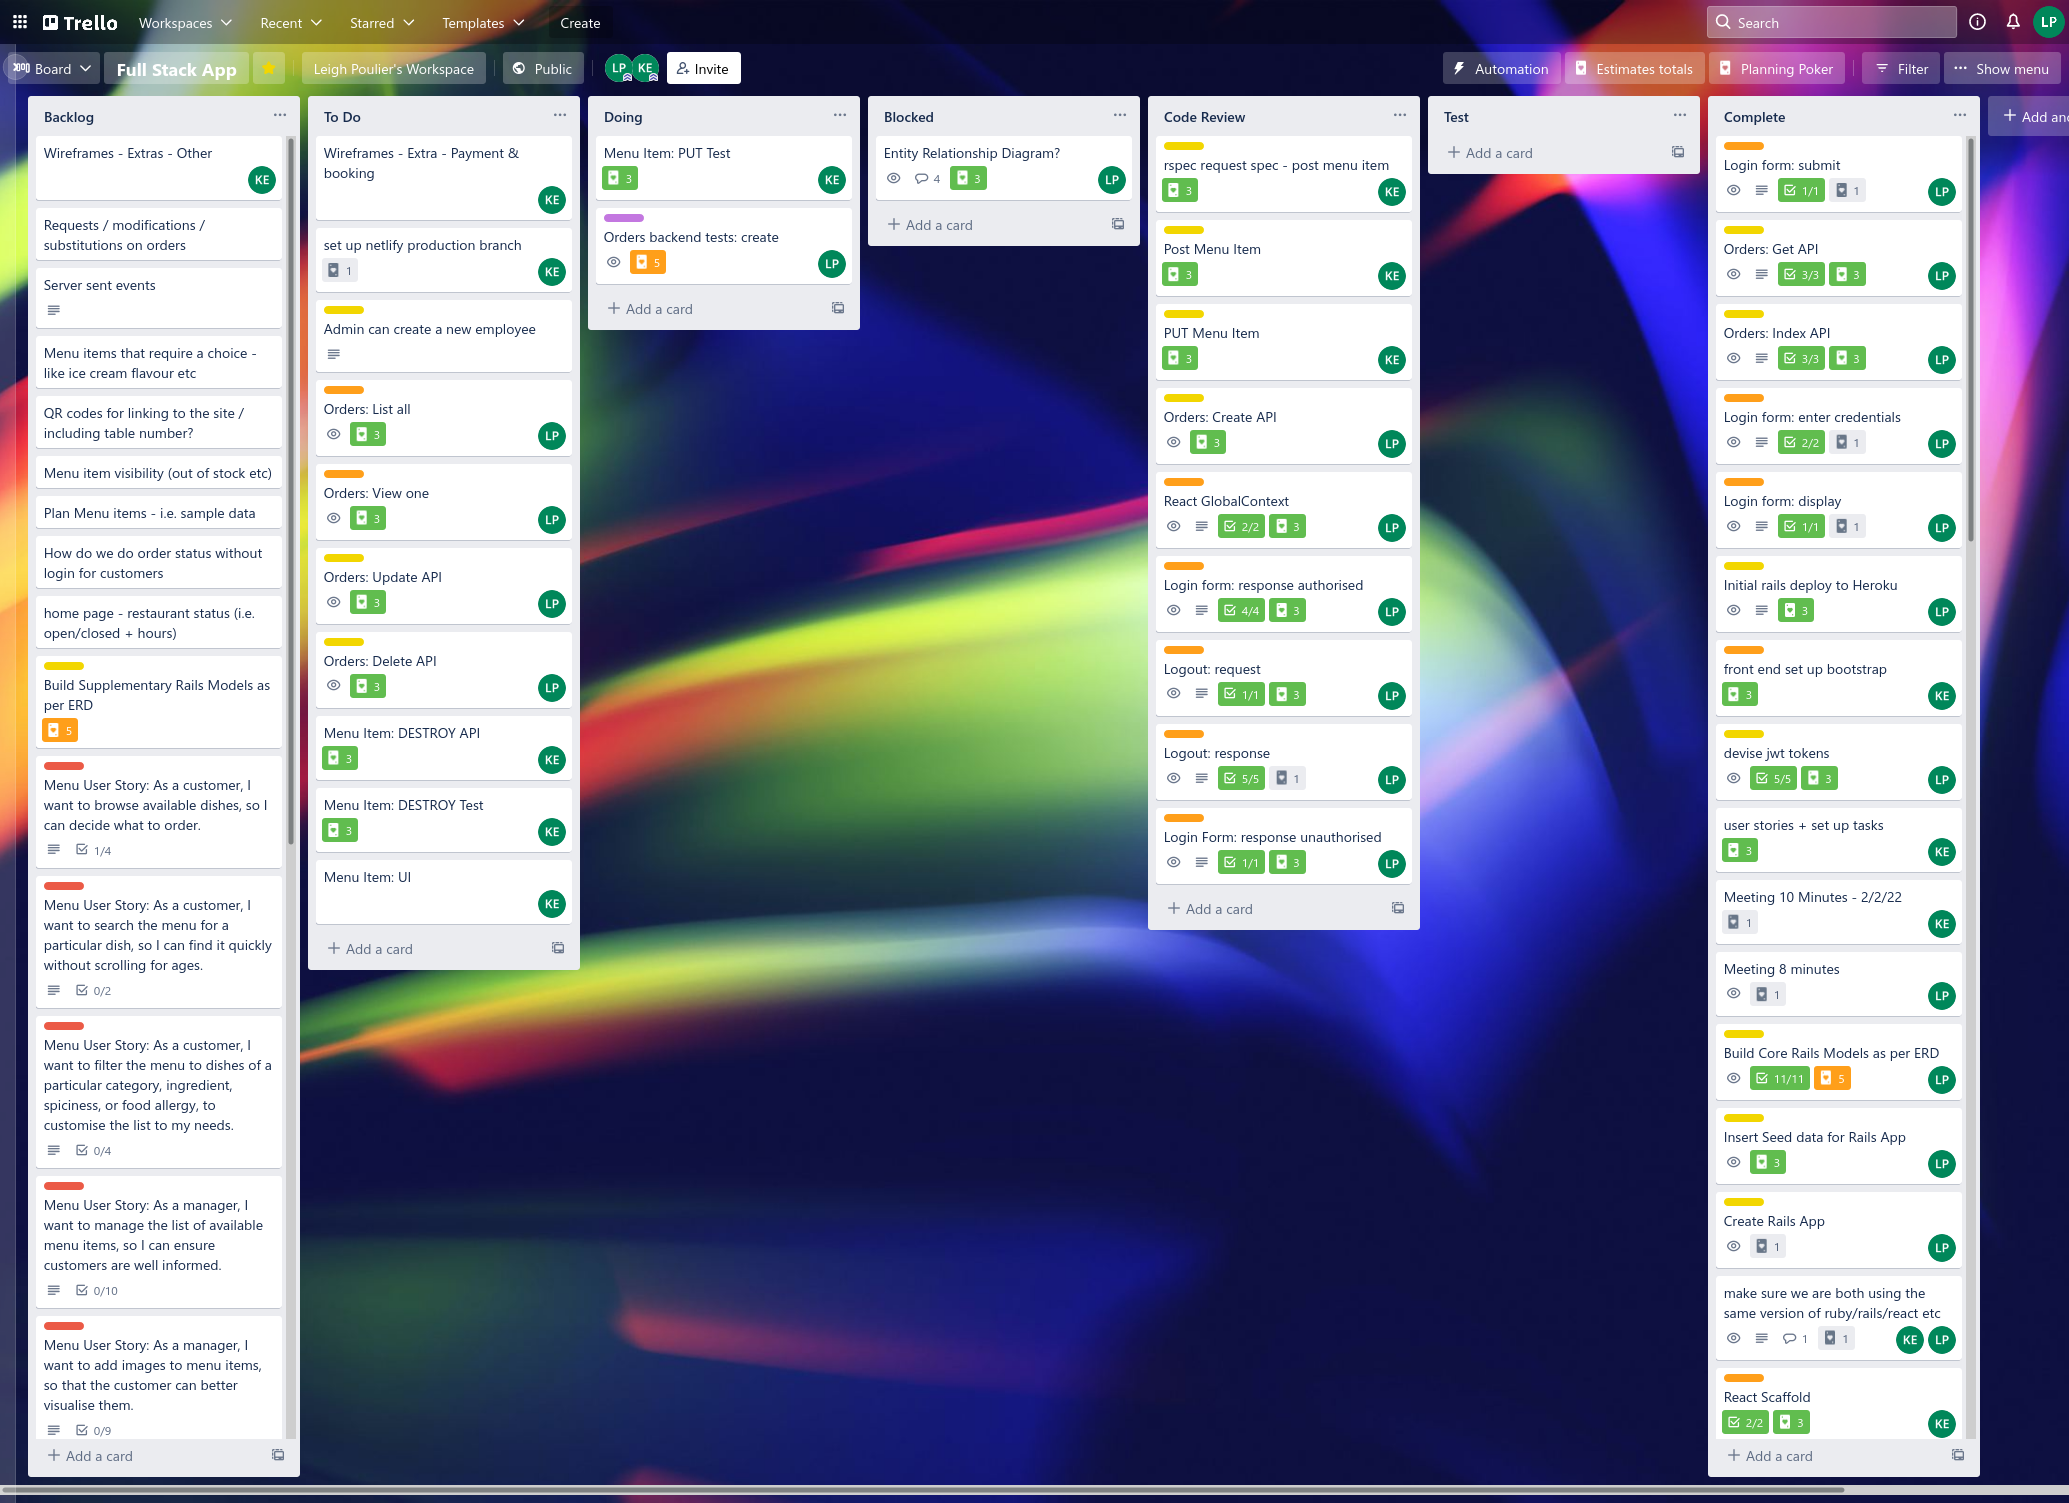 Trello
Workspaces
Recent
Starred
Templates
Create
Search
LP
Board
Full Stack App
Leigh Poulier's Workspace
Public
LP
KE
Invite
Automation
Estimates totals
Planning Poker
Filter
Show menu
Backlog
Wireframes - Extras - Other
KE
Requests / modifications /
substitutions on orders
Server sent events
Menu items that require a choice -
like ice cream flavour etc
QR codes for linking to the site /
including table number?
Menu item visibility (out of stock etc)
Plan Menu items - i.e. sample data
How do we do order status without
login for customers
home page - restaurant status (i.e.
open/closed + hours)
Build Supplementary Rails Models as
per ERD
5
Menu User Story: As a customer, I
want to browse available dishes, so I
can decide what to order.
1/4
Menu User Story: As a customer, I
want to search the menu for a
particular dish, so I can find it quickly
without scrolling for ages.
0/2
Menu User Story: As a customer, I
want to filter the menu to dishes of a
particular category, ingredient,
spiciness, or food allergy, to
customise the list to my needs.
0/4
Menu User Story: As a manager, I
want to manage the list of available
menu items, so I can ensure
customers are well informed.
0/10
Menu User Story: As a manager, I
want to add images to menu items,
so that the customer can better
visualise them.
0/9
Add a card
To Do
Wireframes - Extra - Payment &
booking
KE
set up netlify production branch
1
KE
Admin can create a new employee
Orders: List all
3
LP
Orders: View one
3
LP
Orders: Update API
3
LP
Orders: Delete API
3
LP
Menu Item: DESTROY API
3
KE
Menu Item: DESTROY Test
3
KE
Menu Item: UI
KE
Add a card
Doing
Menu Item: PUT Test
3
KE
Orders backend tests: create
5
LP
Add a card
Blocked
Entity Relationship Diagram?
4
3
LP
Add a card
Code Review
rspec request spec - post menu item
3
KE
Post Menu Item
3
KE
PUT Menu Item
3
KE
Orders: Create API
3
LP
React GlobalContext
2/2
3
LP
Login form: response authorised
4/4
3
LP
Logout: request
1/1
3
LP
Logout: response
5/5
1
LP
Login Form: response unauthorised
1/1
3
LP
Add a card
Test
Add a card
Complete
Login form: submit
1/1
1
LP
Orders: Get API
3/3
3
LP
Orders: Index API
3/3
3
LP
Login form: enter credentials
2/2
1
LP
Login form: display
1/1
1
LP
Initial rails deploy to Heroku
3
LP
front end set up bootstrap
3
KE
devise jwt tokens
5/5
3
LP
user stories + set up tasks
3
KE
Meeting 10 Minutes - 2/2/22
1
KE
Meeting 8 minutes
1
LP
Build Core Rails Models as per ERD
11/11
5
LP
Insert Seed data for Rails App
3
LP
Create Rails App
1
LP
make sure we are both using the
same version of ruby/rails/react etc
1
1
KE
LP
React Scaffold
2/2
3
KE
Add a card
Add an